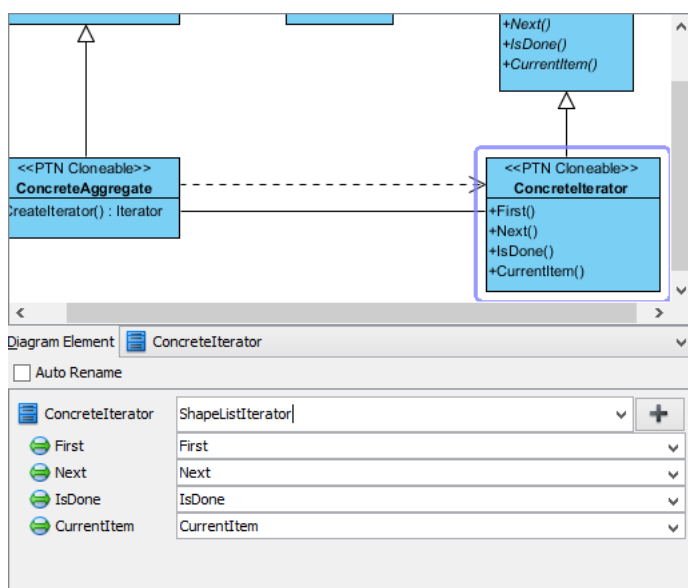 +Next()
+IsDone()
+CurrentItem()
<<PTN Cloneable>>
ConcreteAggregate
CreateIterator() : Iterator
<<PTN Cloneable>>
ConcreteIterator
+First()
+Next()
+IsDone()
+CurrentItem()
Diagram Element ConcreteIterator
Auto Rename
ConcreteIterator ShapeListIterator
First First
Next Next
IsDone IsDone
CurrentItem CurrentItem